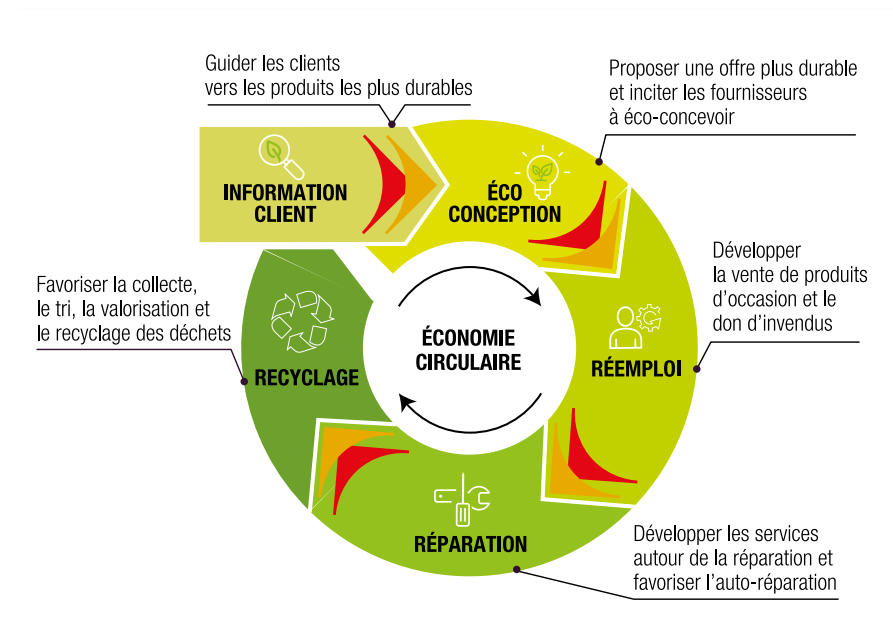 Guider les clients
vers les produits les plus durables
Proposer une offre plus durable
et inciter les fournisseurs
à éco-concevoir
INFORMATION
CLIENT
ÉCO
CONCEPTION
Développer
la vente de produits
d'occasion et le
don d'invendus
Favoriser la collecte,
le tri, la valorisation et
le recyclage des déchets
ÉCONOMIE
CIRCULAIRE
RÉEMPLOI
RECYCLAGE
RÉPARATION
Développer les services
autour de la réparation et
favoriser l'auto-réparation